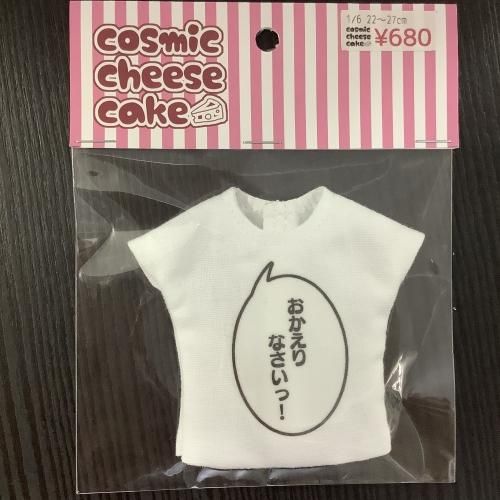 cosmic
cheese
cake
1/6 22~27cm
cosmic
cheese
cake
¥680
おかえり
なさいっ!